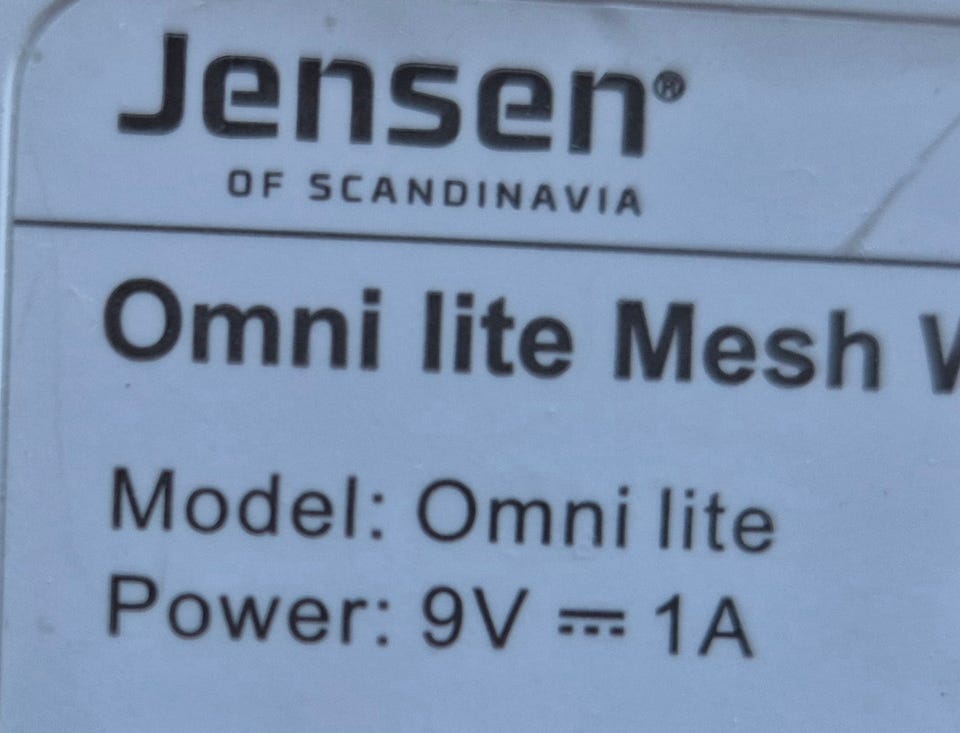 Jensen®
OF SCANDINAVIA
Omni lite Mesh
Model: Omni lite
Power: 9V ⎓ 1A